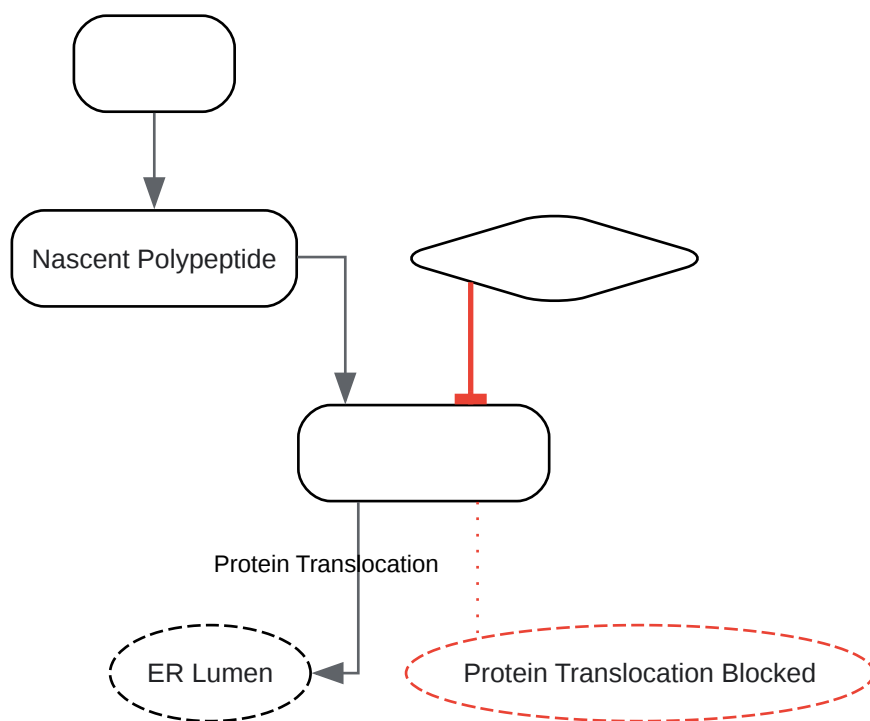 Nascent Polypeptide
Protein Translocation
ER Lumen
Protein Translocation Blocked